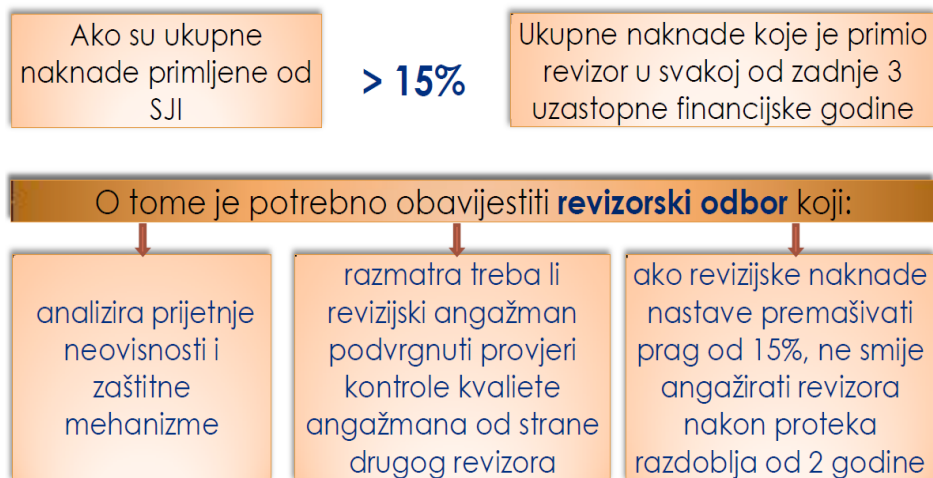 Ako su ukupne
naknade primljene od
SJI
> 15%
Ukupne naknade koje je primio
revizor u svakoj od zadnje 3
uzastopne financijske godine
O tome je potrebno obavijestiti revizorski odbor koji:
analizira prijetnje
neovisnosti i
zaštitne
mehanizme
razmatra treba li
revizijski angažman
podvrgnuti provjeri
kontrole kvalitete
angažmana od strane
drugog revizora
ako revizijske naknade
nastave premašivati
prag od 15%, ne smije
angažirati revizora
nakon proteka
razdoblja od 2 godine